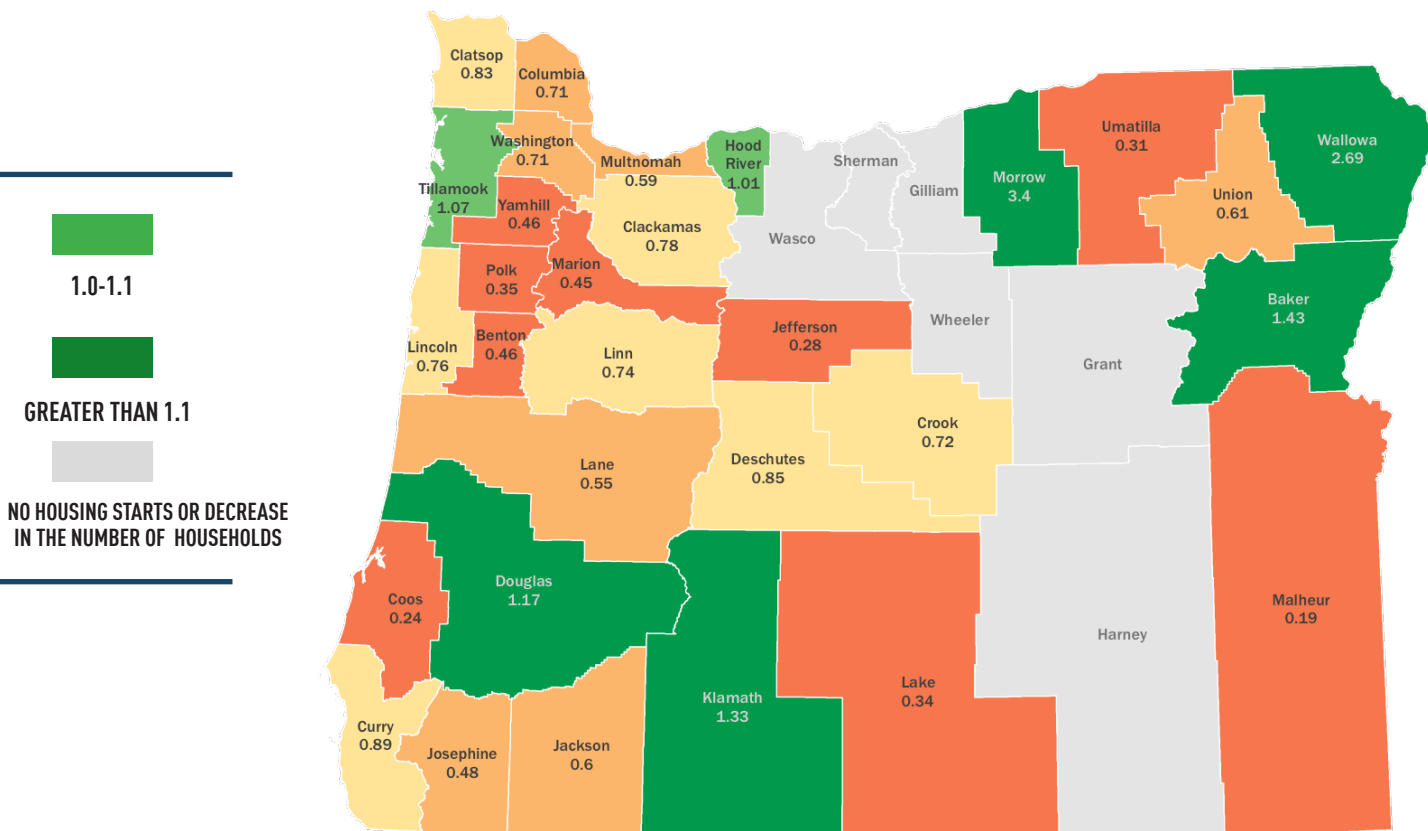 1.0-1.1
GREATER THAN 1.1
NO HOUSING STARTS OR DECREASE
IN THE NUMBER OF HOUSEHOLDS
Clatsop
0.83
Columbia
0.71
Tillamook
1.07
Washington
0.71
Multnomah
0.59
Hood
River
1.01
Yamhill
0.46
Clackamas
0.78
Wasco
Sherman
Gilliam
Morrow
3.4
Umatilla
0.31
Union
0.61
Wallowa
2.69
Polk
0.35
Marion
0.45
Lincoln
0.76
Benton
0.46
Linn
0.74
Jefferson
0.28
Wheeler
Grant
Baker
1.43
Lane
0.55
Deschutes
0.85
Crook
0.72
Coos
0.24
Douglas
1.17
Harney
Malheur
0.19
Curry
0.89
Josephine
0.48
Jackson
0.6
Klamath
1.33
Lake
0.34